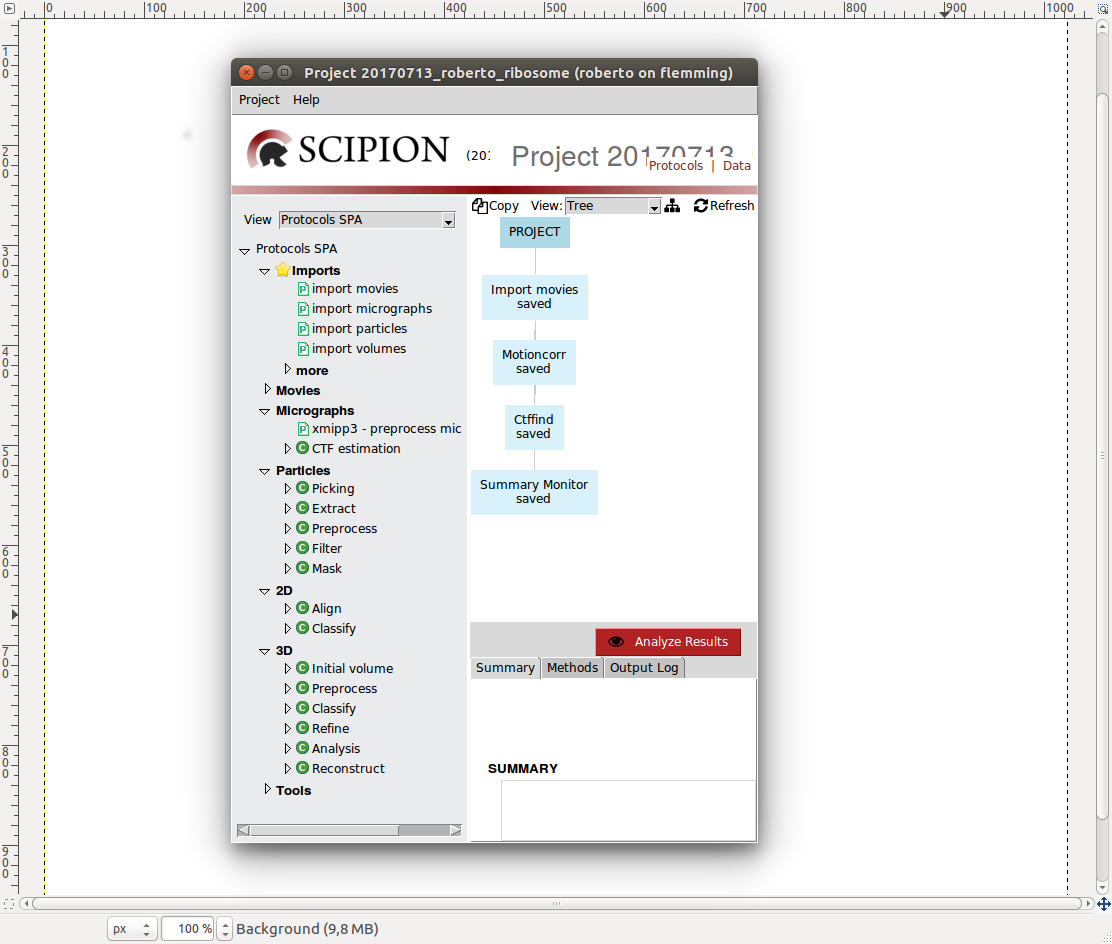 0 100 200 300 400 500 600 700 800 900 1000
100
200
300
400
500
600
700
800
900
Project 20170713_roberto_ribosome (roberto on flemming)
Project Help
SCIPION (20: Project 20170713
Protocols | Data
Copy View: Tree Refresh
View Protocols SPA
Protocols SPA
Imports
import movies
import micrographs
import particles
import volumes
more
Movies
Micrographs
xmipp3 - preprocess mic
CTF estimation
Particles
Picking
Extract
Preprocess
Filter
Mask
2D
Align
Classify
3D
Initial volume
Preprocess
Classify
Refine
Analysis
Reconstruct
Tools
PROJECT
Import movies
saved
Motioncorr
saved
Ctffind
saved
Summary Monitor
saved
Analyze Results
Summary Methods Output Log
SUMMARY
px 100 % Background (9,8 MB)